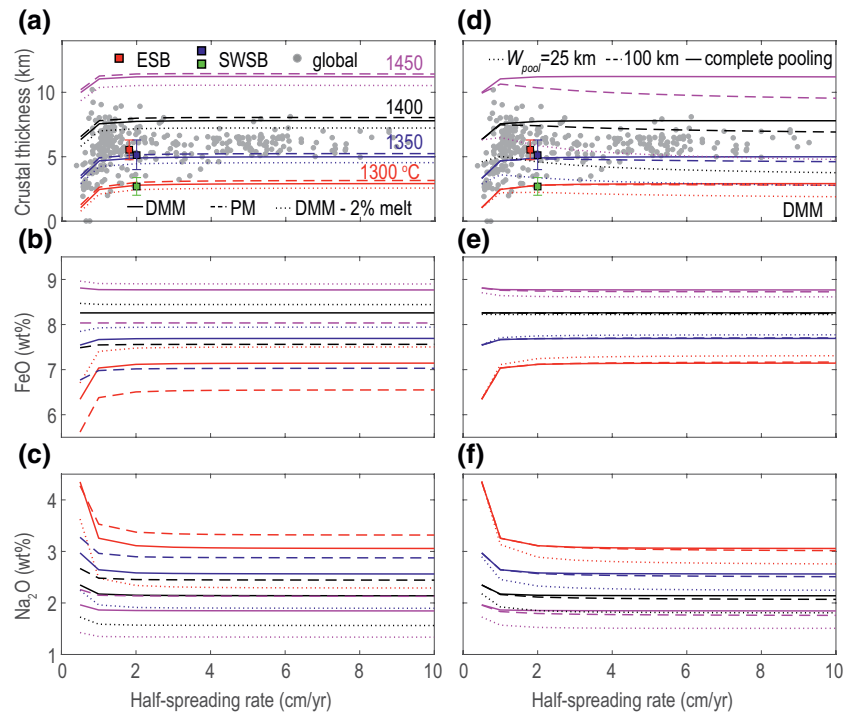 (a)
(d)
ESB
SWSB
global
1450
1400
1350
1300 °C
DMM
PM
DMM - 2% melt
Crustal thickness (km)
10
5
0
W_pool=25 km
100 km
complete pooling
DMM
(b)
(e)
FeO (wt%)
9
8
7
6
(c)
(f)
Na₂O (wt%)
4
3
2
1
0
2
4
6
8
10
Half-spreading rate (cm/yr)
0
2
4
6
8
10
Half-spreading rate (cm/yr)